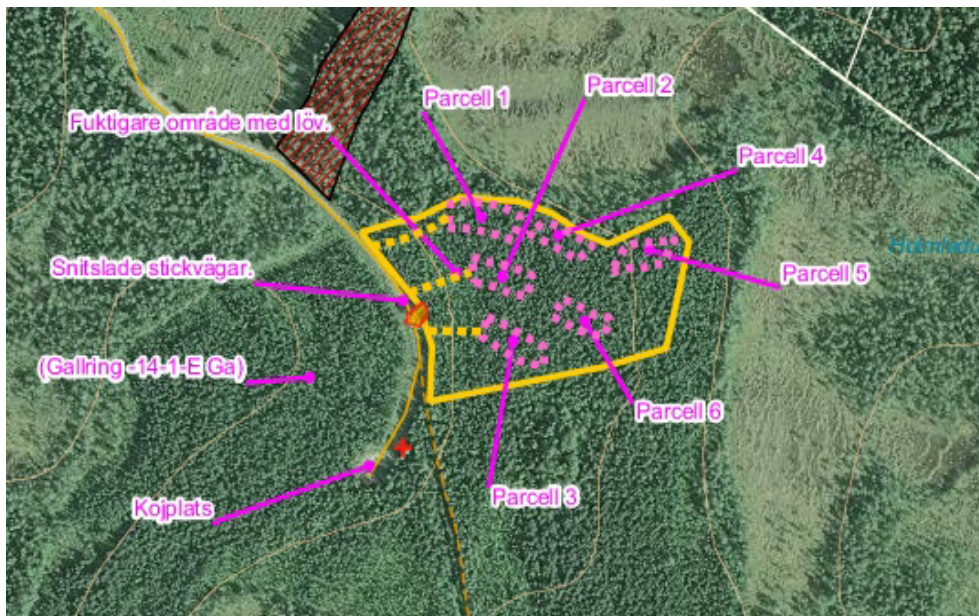 Parcell 2
Parcell 1
Fuktigare område med löv.
Parcell 4
Snitslade stickvägar.
Parcell 5
(Gallring -14-1-E Ga)
Parcell 6
Parcell 3
Kojplats